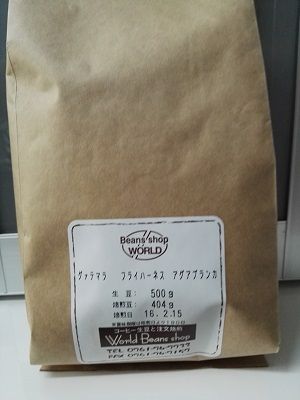 Beans shop
WORLD
グァテマラ フライハーネス アグアブランカ
生 豆: 500g
焙煎豆: 404g
焙煎日 16. 2.15
コーヒー生豆と注文焙煎
World Beans shop